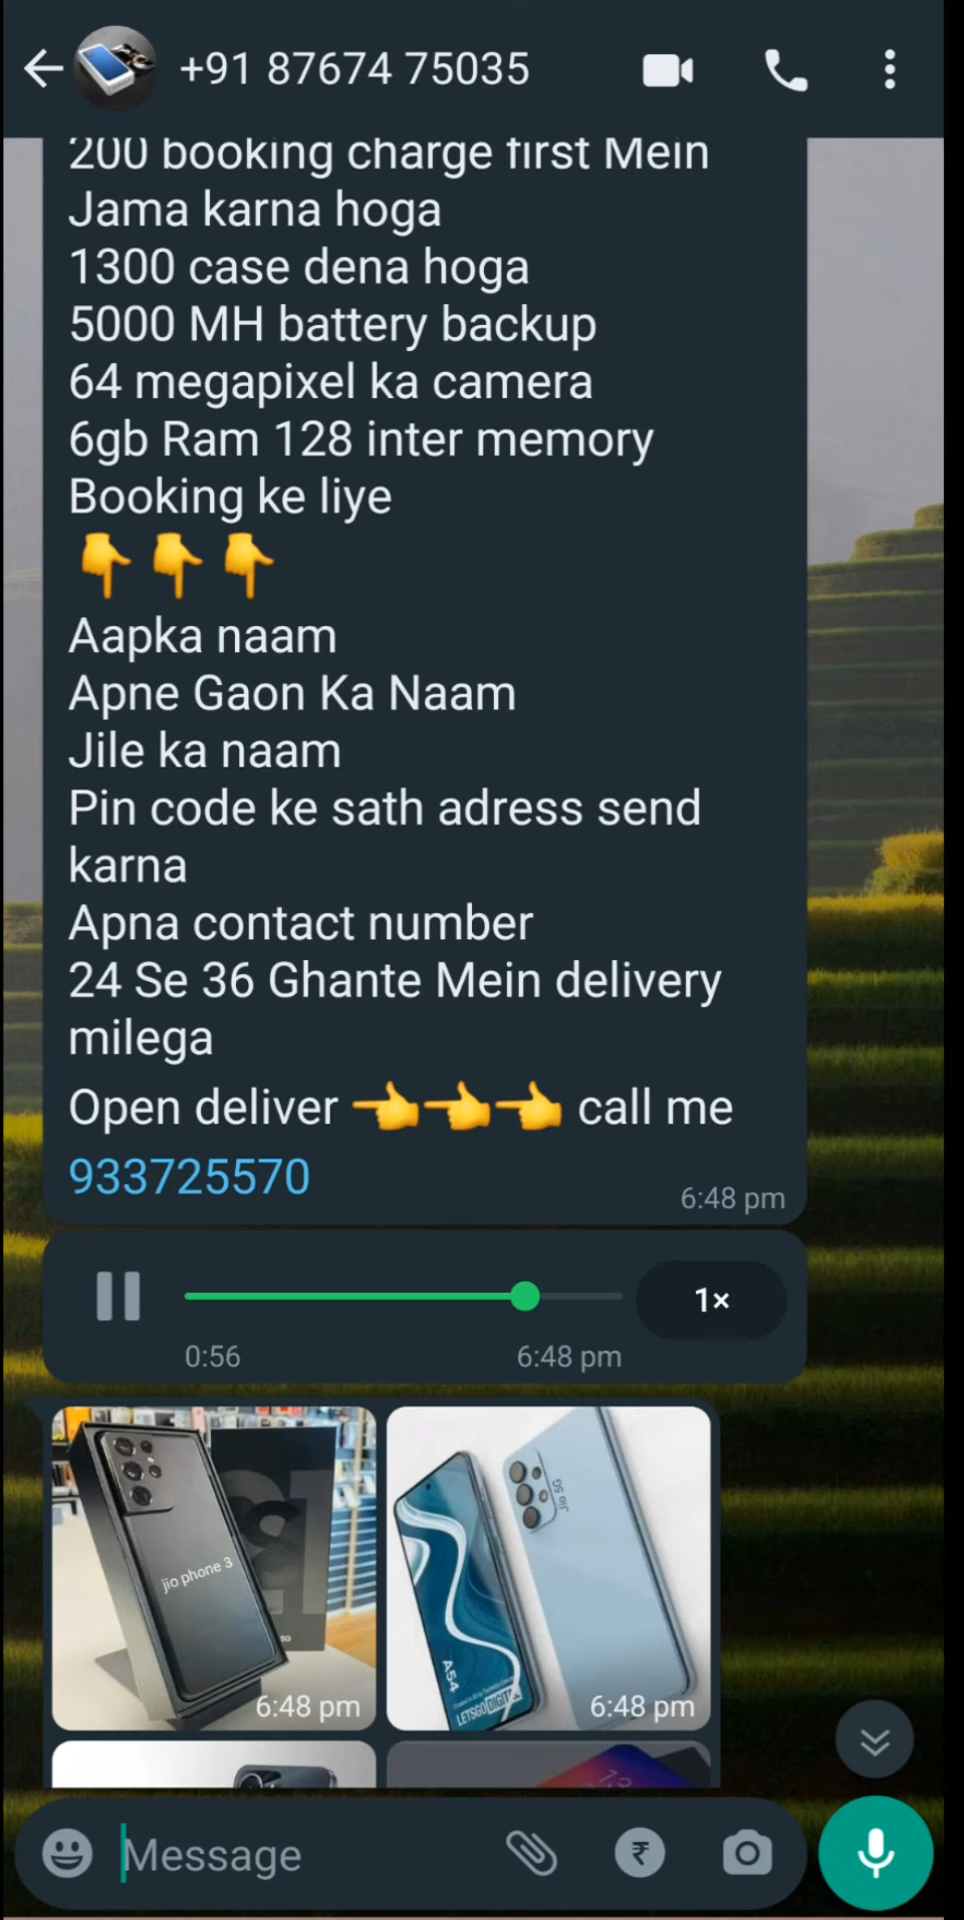 +91 87674 75035
200 booking charge first Mein
Jama karna hoga
1300 case dena hoga
5000 MH battery backup
64 megapixel ka camera
6gb Ram 128 inter memory
Booking ke liye
👇👇👇
Aapka naam
Apne Gaon Ka Naam
Jile ka naam
Pin code ke sath adress send
karna
Apna contact number
24 Se 36 Ghante Mein delivery
milega
Open deliver 👈👈👈 call me
933725570
6:48 pm
1×
0:56
6:48 pm
jio phone 3
6:48 pm
Jio 5G
A54
LETSGODIGITAL
6:48 pm
Message